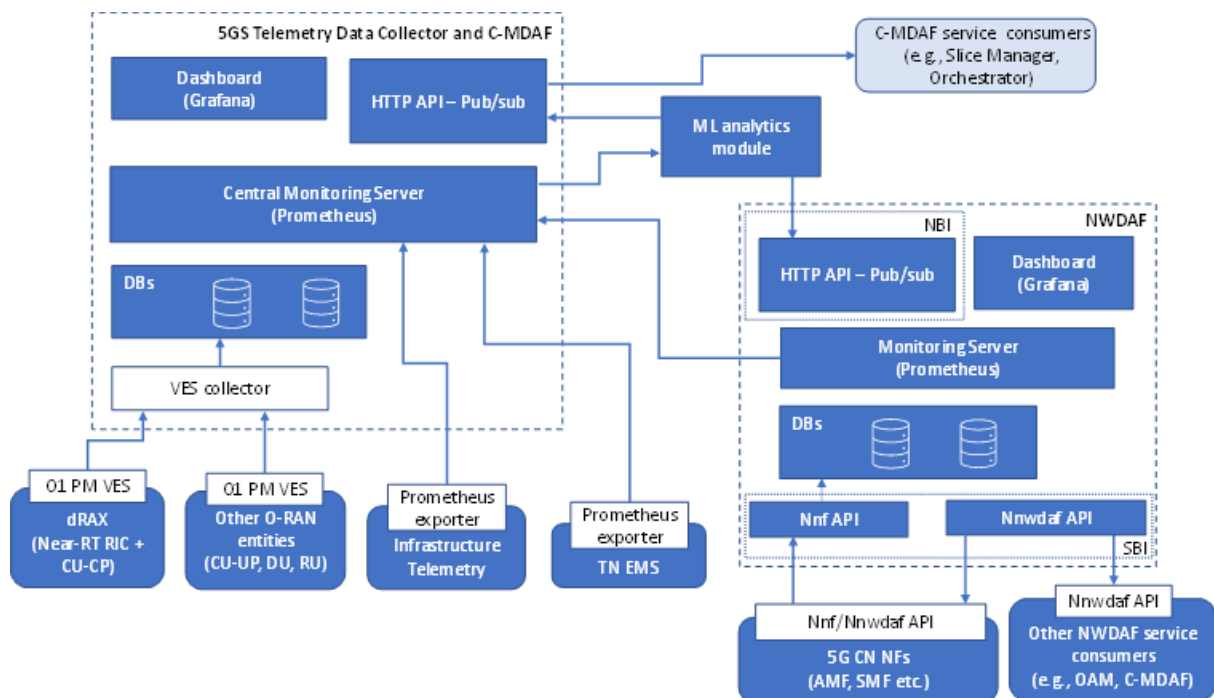 5GS Telemetry Data Collector and C-MDAF
Dashboard
(Grafana)
HTTP API – Pub/sub
C-MDAF service consumers
(e.g., Slice Manager,
Orchestrator)
ML analytics
module
Central Monitoring Server
(Prometheus)
DBs
VES collector
NBI
NWDAF
HTTP API – Pub/sub
Dashboard
(Grafana)
Monitoring Server
(Prometheus)
DBs
Nnf API
Nnwdaf API
SBI
O1 PM VES
dRAX
(Near-RT RIC +
CU-CP)
O1 PM VES
Other O-RAN
entities
(CU-UP, DU, RU)
Prometheus
exporter
Infrastructure
Telemetry
Prometheus
exporter
TN EMS
Nnf/Nnwdaf API
5G CN NFs
(AMF, SMF etc.)
Nnwdaf API
Other NWDAF service
consumers
(e.g., OAM, C-MDAF)